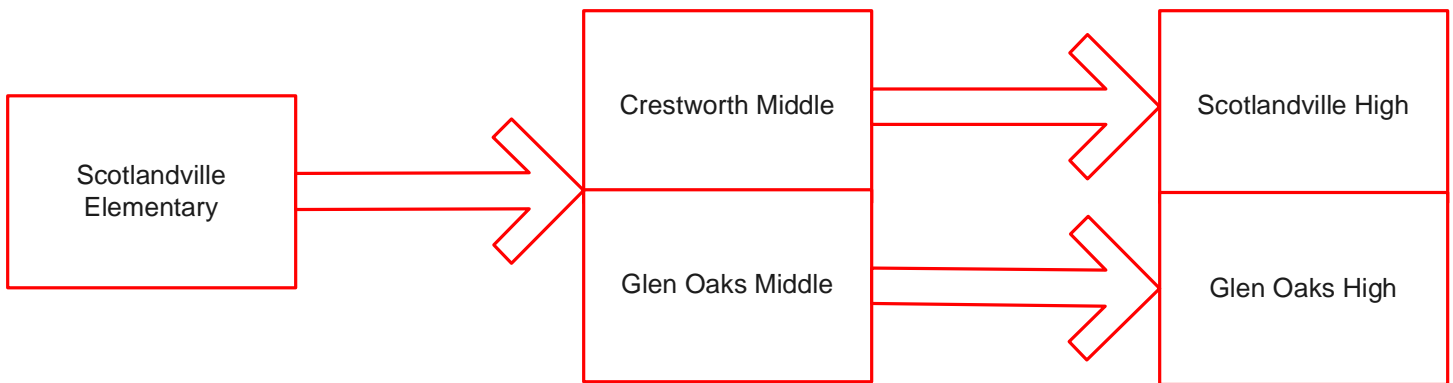 Scotlandville
Elementary
Crestworth Middle
Glen Oaks Middle
Scotlandville High
Glen Oaks High